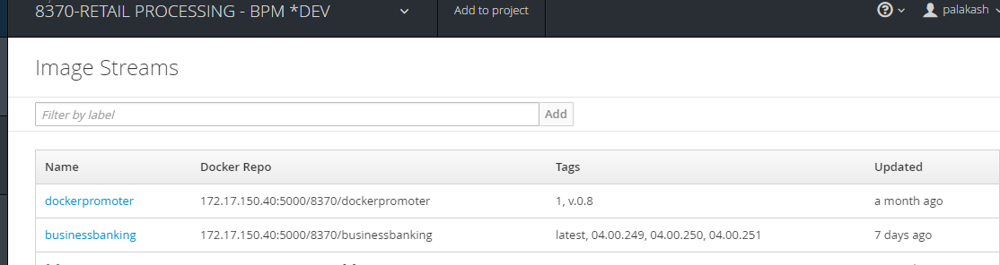 8370-RETAIL PROCESSING - BPM *DEV
Add to project
palakash
Image Streams
Filter by label
Add
Name Docker Repo Tags Updated
dockerpromoter 172.17.150.40:5000/8370/dockerpromoter 1, v.0.8 a month ago
businessbanking 172.17.150.40:5000/8370/businessbanking latest, 04.00.249, 04.00.250, 04.00.251 7 days ago